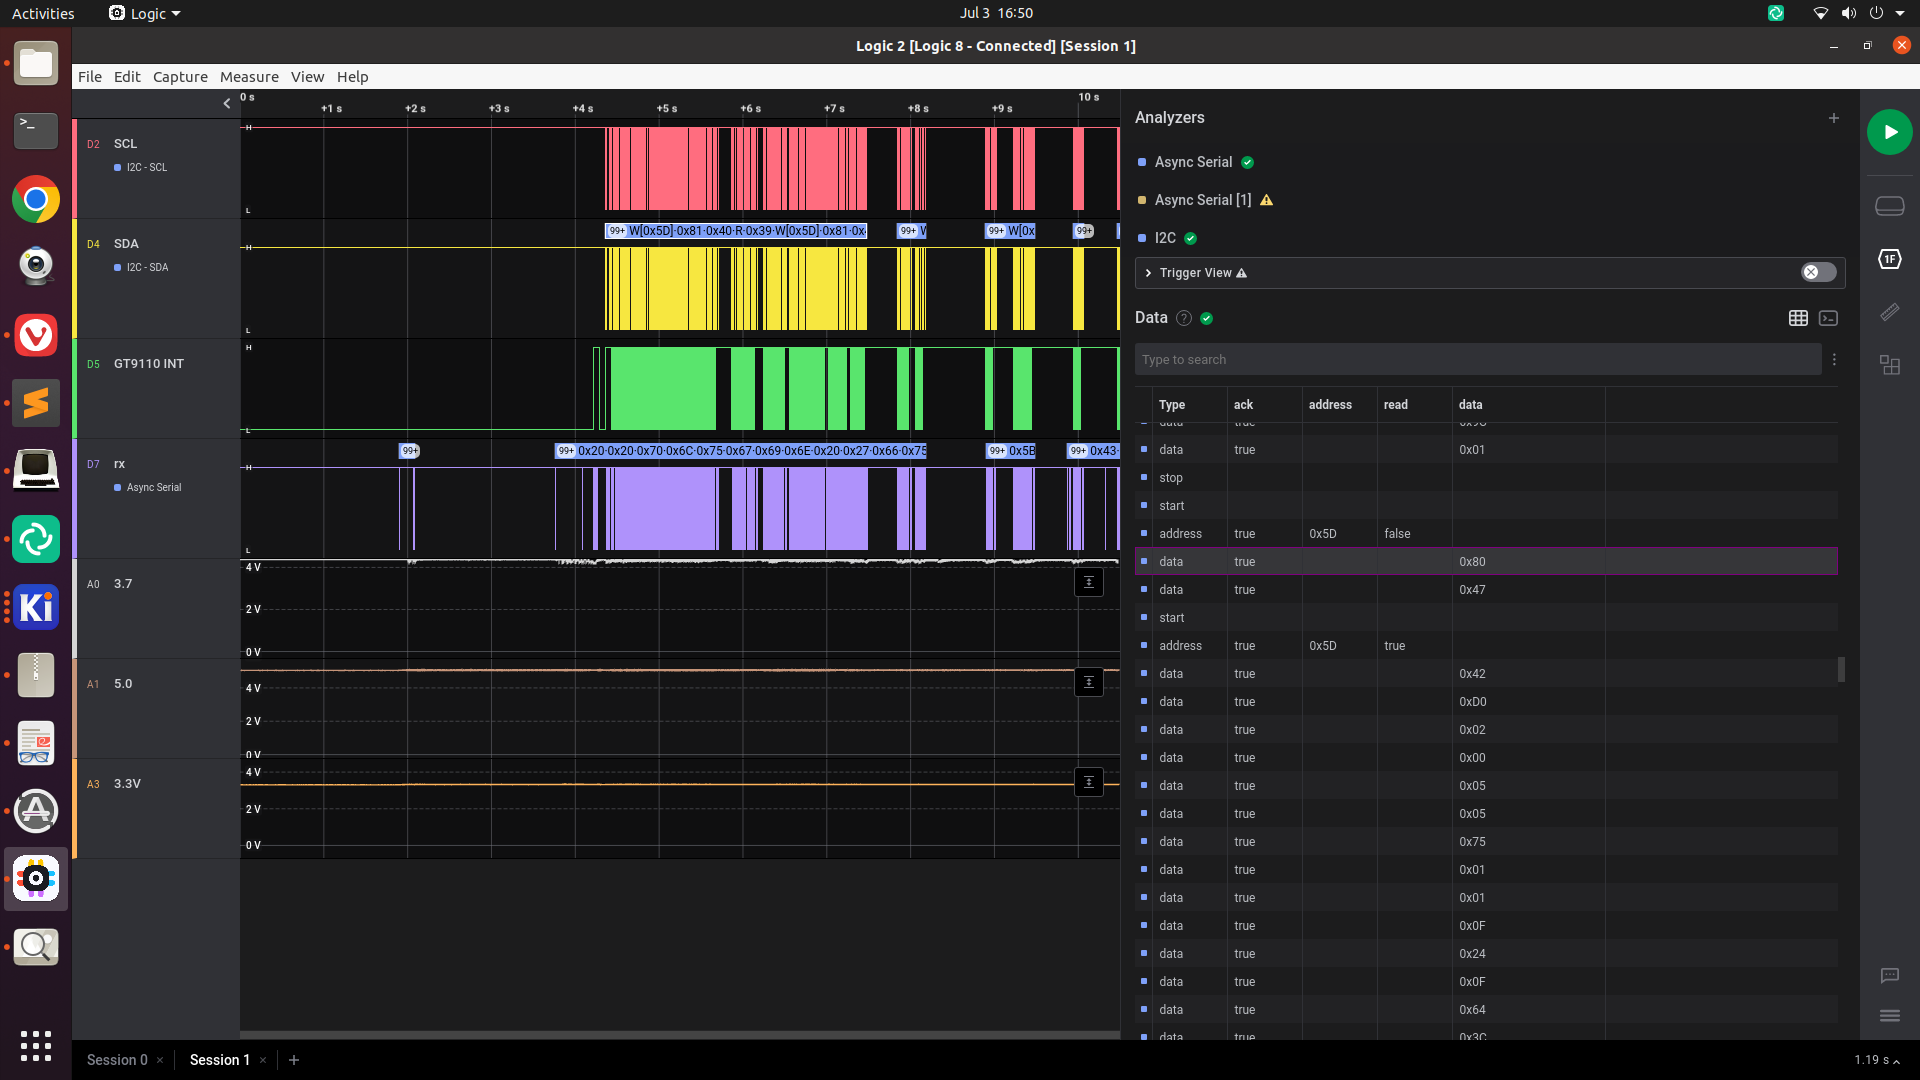 Activities Logic Jul 3 16:50
Logic 2 [Logic 8 - Connected] [Session 1]
File Edit Capture Measure View Help
0 s 10 s
+1 s +2 s +3 s +4 s +5 s +6 s +7 s +8 s +9 s
D2 SCL
I2C - SCL
H
L
D4 SDA
I2C - SDA
99+ W[0x5D]·0x81·0x40·R·0x39·W[0x5D]·0x81·0x 99+ 99+ W[0x 99+
H
L
D5 GT9110 INT
H
L
D7 rx
Async Serial
99+ 99+ 0x20·0x20·0x70·0x6C·0x75·0x67·0x69·0x6E·0x20·0x27·0x66·0x75 99+ 0x5B 99+ 0x43·
H
L
A0 3.7
4 V
2 V
0 V
A1 5.0
4 V
2 V
0 V
A3 3.3V
4 V
2 V
0 V
Analyzers
Async Serial
Async Serial [1]
I2C
Trigger View
Data ?
Type to search
Type ack address read data
data true 0x9C
data true 0x01
stop
start
address true 0x5D false
data true 0x80
data true 0x47
start
address true 0x5D true
data true 0x42
data true 0xD0
data true 0x02
data true 0x00
data true 0x05
data true 0x05
data true 0x75
data true 0x01
data true 0x01
data true 0x0F
data true 0x24
data true 0x0F
data true 0x64
data true 0x3C
1F
>_
Ki
Session 0 × Session 1 × +
1.19 s